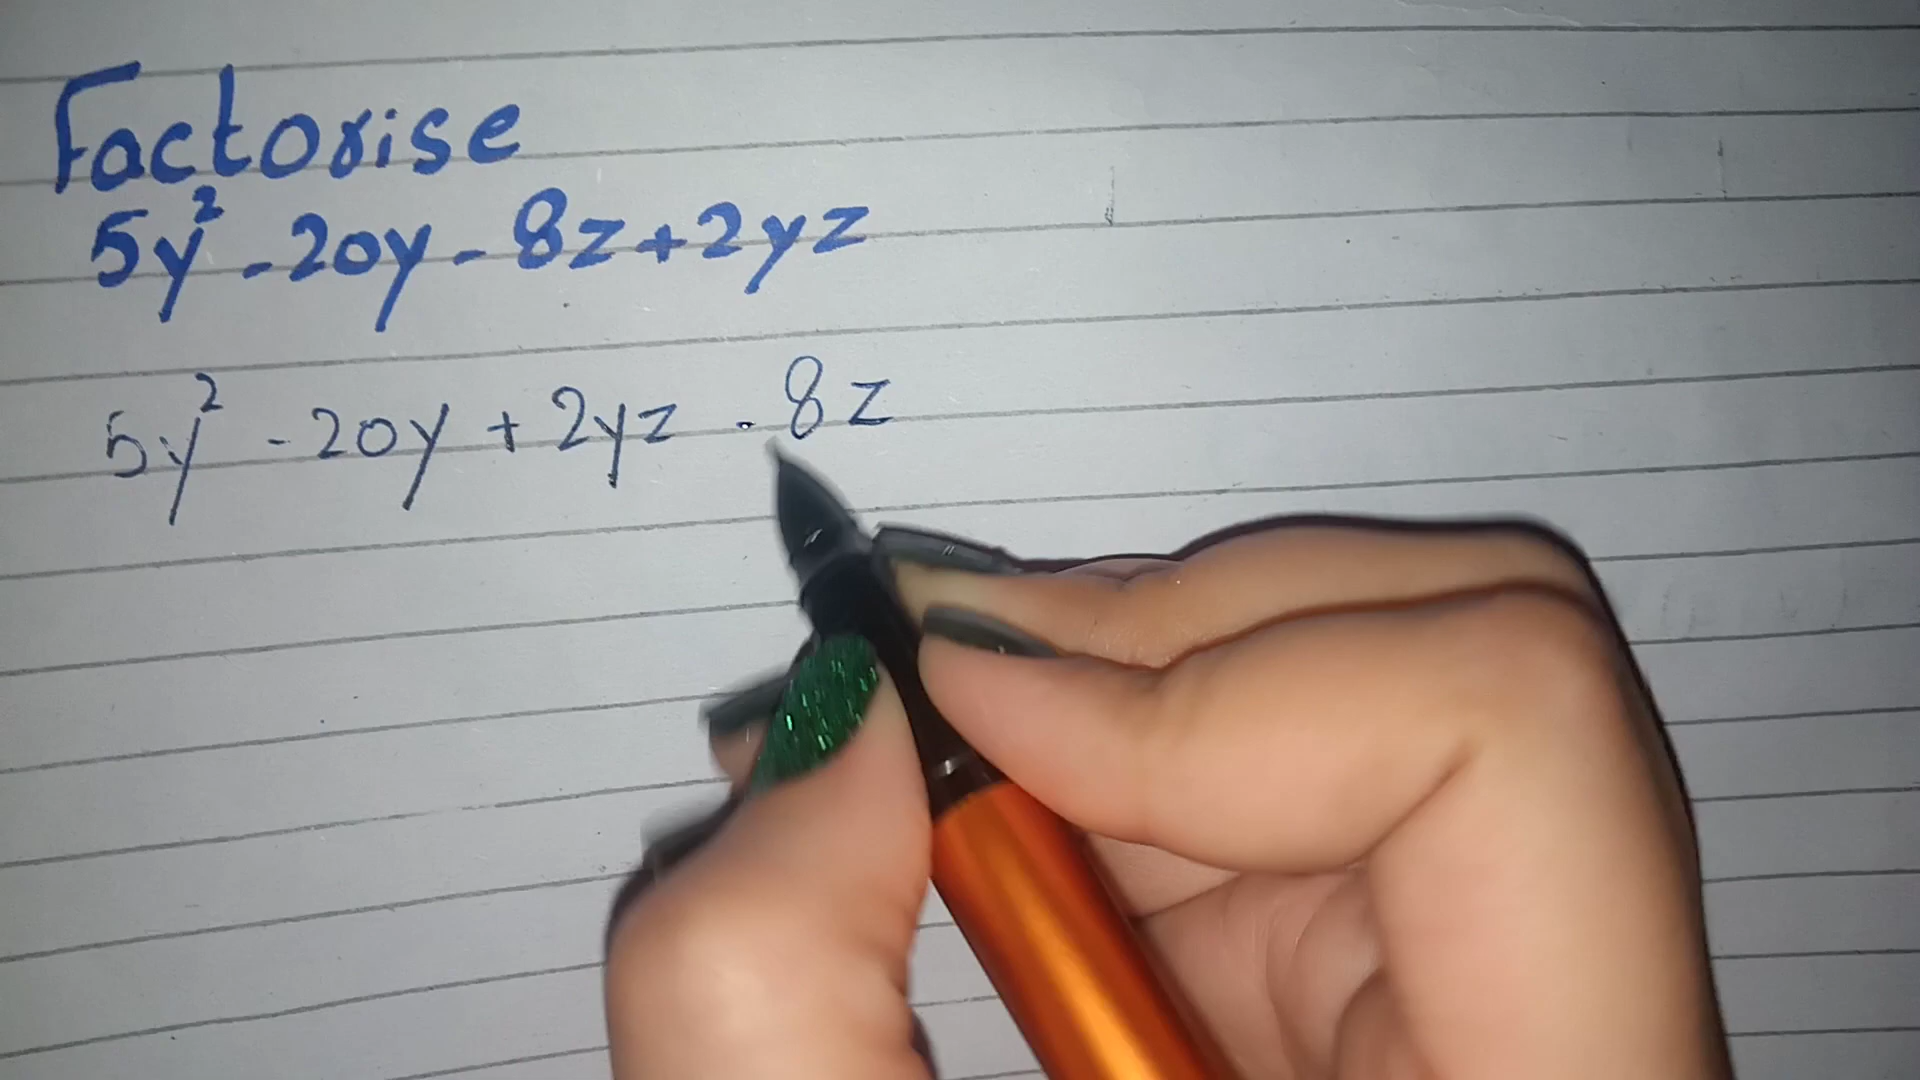 Factorise
5y² - 20y - 8z + 2yz
5y² - 20y + 2yz - 8z